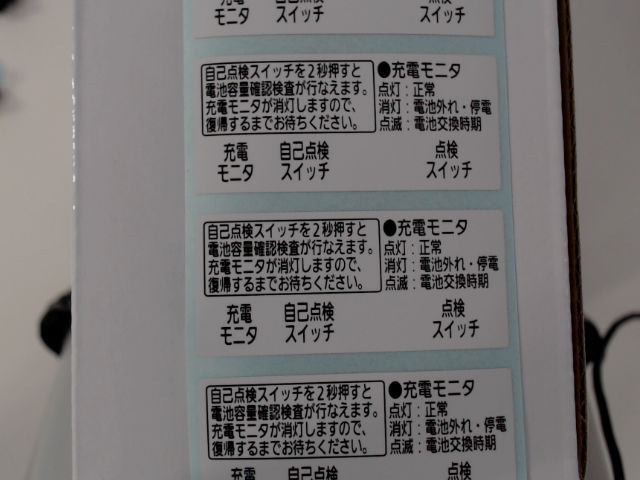 充電 自己点検 点検
モニタ スイッチ スイッチ
自己点検スイッチを2秒押すと
電池容量確認検査が行なえます。
充電モニタが消灯しますので、
復帰するまでお待ちください。
●充電モニタ
点灯：正常
消灯：電池外れ・停電
点滅：電池交換時期
充電 自己点検 点検
モニタ スイッチ スイッチ
自己点検スイッチを2秒押すと
電池容量確認検査が行なえます。
充電モニタが消灯しますので、
復帰するまでお待ちください。
●充電モニタ
点灯：正常
消灯：電池外れ・停電
点滅：電池交換時期
充電 自己点検 点検
モニタ スイッチ スイッチ
自己点検スイッチを2秒押すと
電池容量確認検査が行なえます。
充電モニタが消灯しますので、
復帰するまでお待ちください。
●充電モニタ
点灯：正常
消灯：電池外れ・停電
点滅：電池交換時期
充電 自己点検 点検